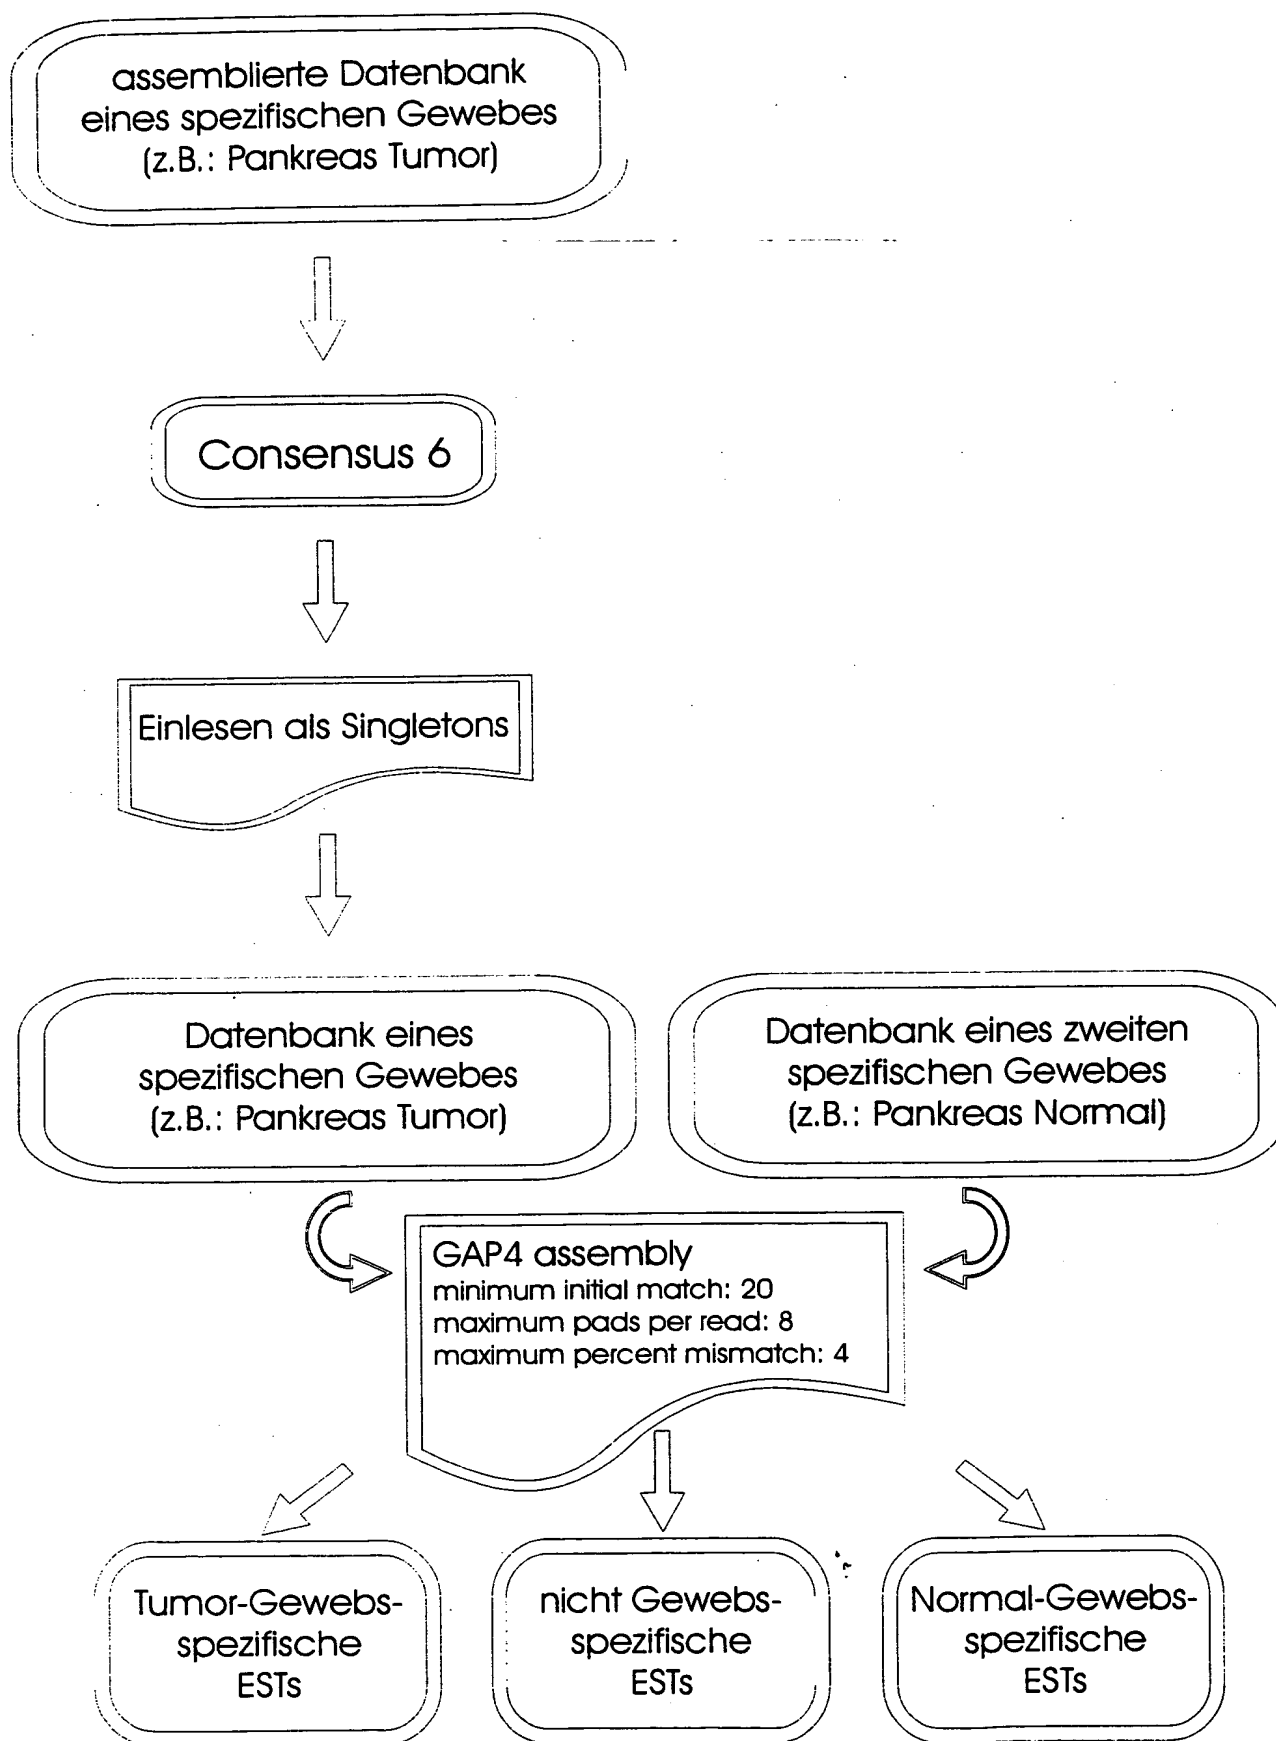 assemblierte Datenbank
eines spezifischen Gewebes
(z.B.: Pankreas Tumor)
Consensus 6
Einlesen als Singletons
Datenbank eines
spezifischen Gewebes
(z.B.: Pankreas Tumor)
Datenbank eines zweiten
spezifischen Gewebes
(z.B.: Pankreas Normal)
GAP4 assembly
minimum initial match: 20
maximum pads per read: 8
maximum percent mismatch: 4
Tumor-Gewebs-
spezifische
ESTs
nicht Gewebs-
spezifische
ESTs
Normal-Gewebs-
spezifische
ESTs